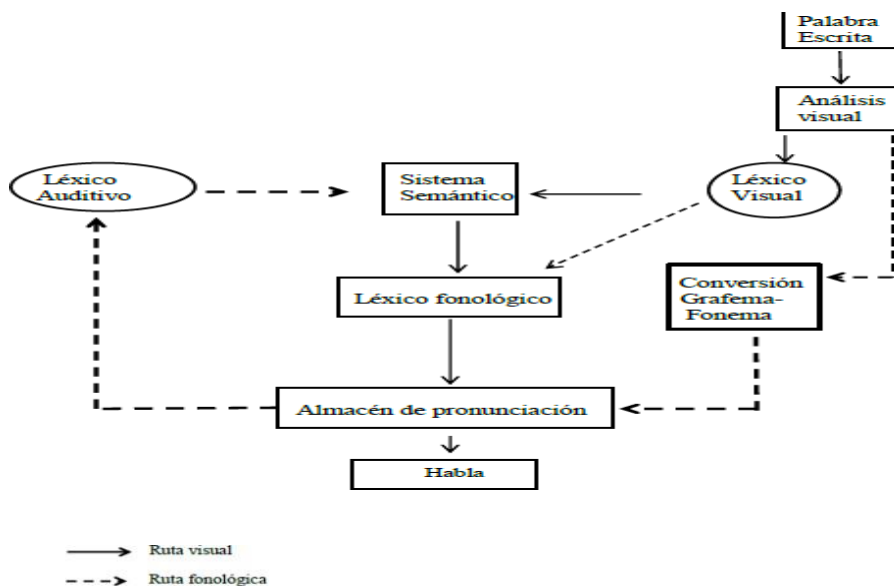 Palabra
Escrita
Análisis
visual
Léxico
Auditivo
Sistema
Semántico
Léxico
Visual
Léxico fonológico
Conversión
Grafema-
Fonema
Almacén de pronunciación
Habla
Ruta visual
Ruta fonológica